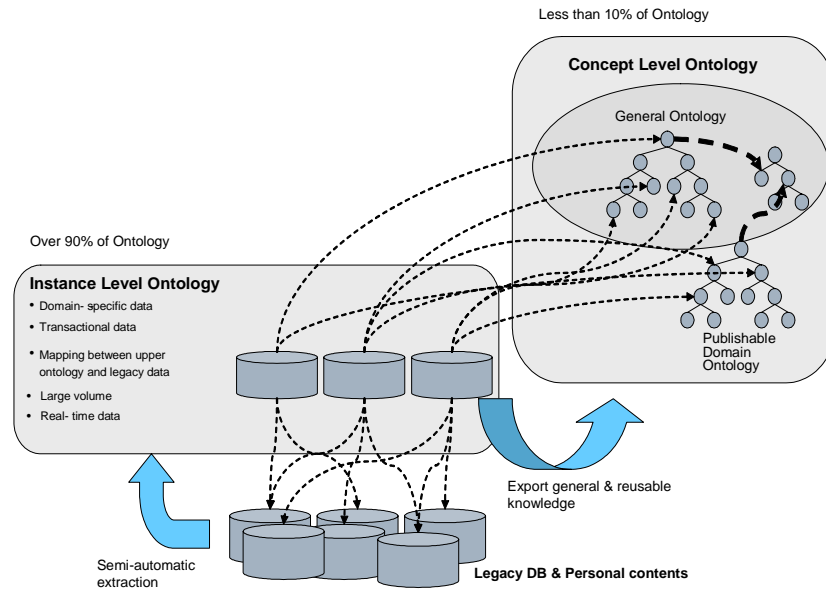 Less than 10% of Ontology
Concept Level Ontology
General Ontology
Over 90% of Ontology
Instance Level Ontology
• Domain- specific data
• Transactional data
• Mapping between upper
ontology and legacy data
• Large volume
• Real- time data
Publishable
Domain
Ontology
Export general & reusable
knowledge
Semi-automatic
extraction
Legacy DB & Personal contents